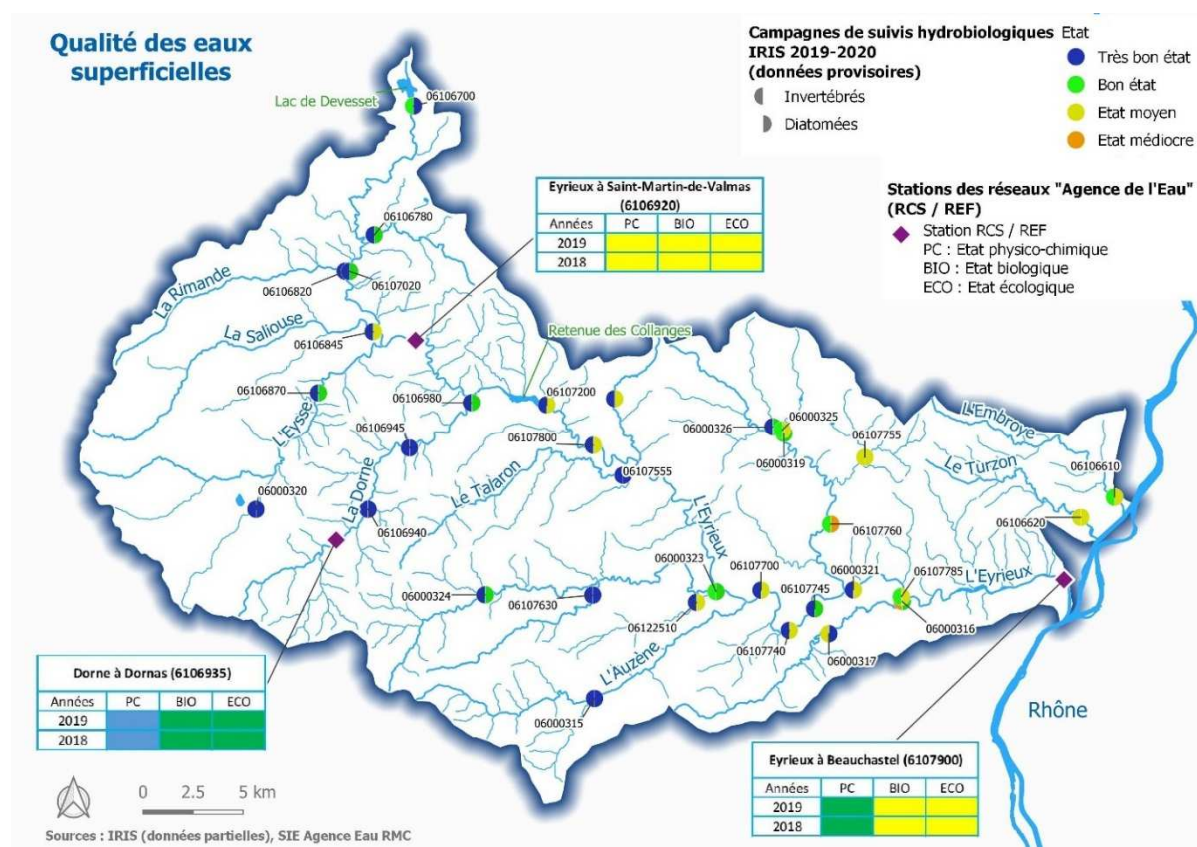 Qualité des eaux
superficielles
Campagnes de suivis hydrobiologiques
IRIS 2019-2020
(données provisoires)
Invertébrés
Diatomées
Etat
Très bon état
Bon état
Etat moyen
Etat médiocre
Stations des réseaux "Agence de l'Eau"
(RCS / REF)
Station RCS / REF
PC : Etat physico-chimique
BIO : Etat biologique
ECO : Etat écologique
Lac de Devesset
06106700
Eyrieux à Saint-Martin-de-Valmas
(6106920)
Années PC BIO ECO
2019
2018
06106780
La Rimande
06106820
06107020
La Saliouse
06106845
Retenue des Collanges
06106870
L'Eysse
06106980
06107200
06000325
06000326
06000319
06107755
L'Embroye
Le Turzon
06106610
06106620
06106945
06107800
06107555
Le Talaron
La Dorne
06000320
06106940
L'Eyrieux
06107760
06000323
06107700
06107745
06000321
06107785
L'Eyrieux
06000324
06107630
06122510
06107740
06000317
06000316
L'Auzène
06000315
Rhône
Dorne à Dornas (6106935)
Années PC BIO ECO
2019
2018
Eyrieux à Beauchastel (6107900)
Années PC BIO ECO
2019
2018
0 2.5 5 km
Sources : IRIS (données partielles), SIE Agence Eau RMC